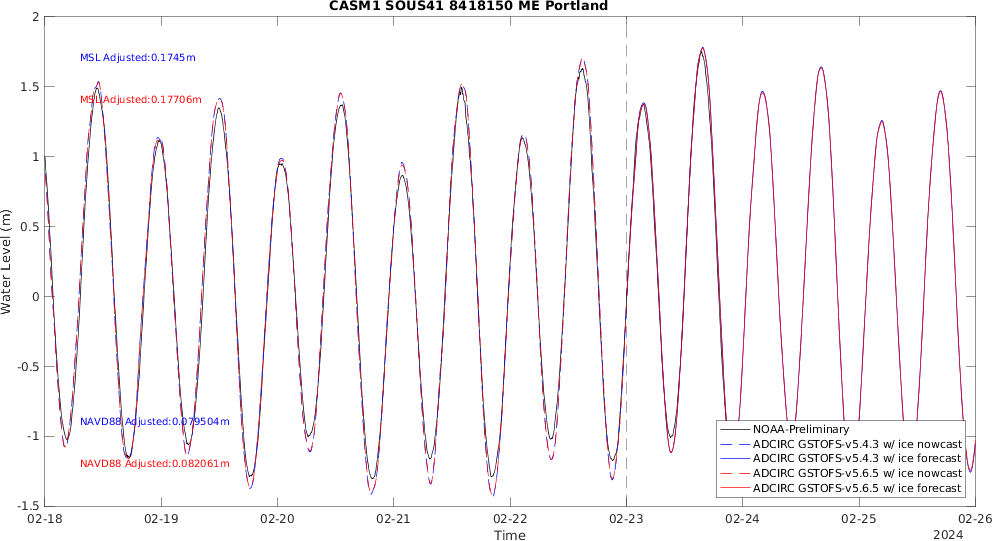 CASM1 SOUS41 8418150 ME Portland
2
1.5
1
0.5
0
-0.5
-1
-1.5
Water Level (m)
MSL Adjusted:0.1745m
MSL Adjusted:0.17706m
NAVD88 Adjusted:0.079504m
NAVD88 Adjusted:0.082061m
NOAA-Preliminary
ADCIRC GSTOFS-v5.4.3 w/ ice nowcast
ADCIRC GSTOFS-v5.4.3 w/ ice forecast
ADCIRC GSTOFS-v5.6.5 w/ ice nowcast
ADCIRC GSTOFS-v5.6.5 w/ ice forecast
02-18 02-19 02-20 02-21 02-22 02-23 02-24 02-25 02-26
Time
2024